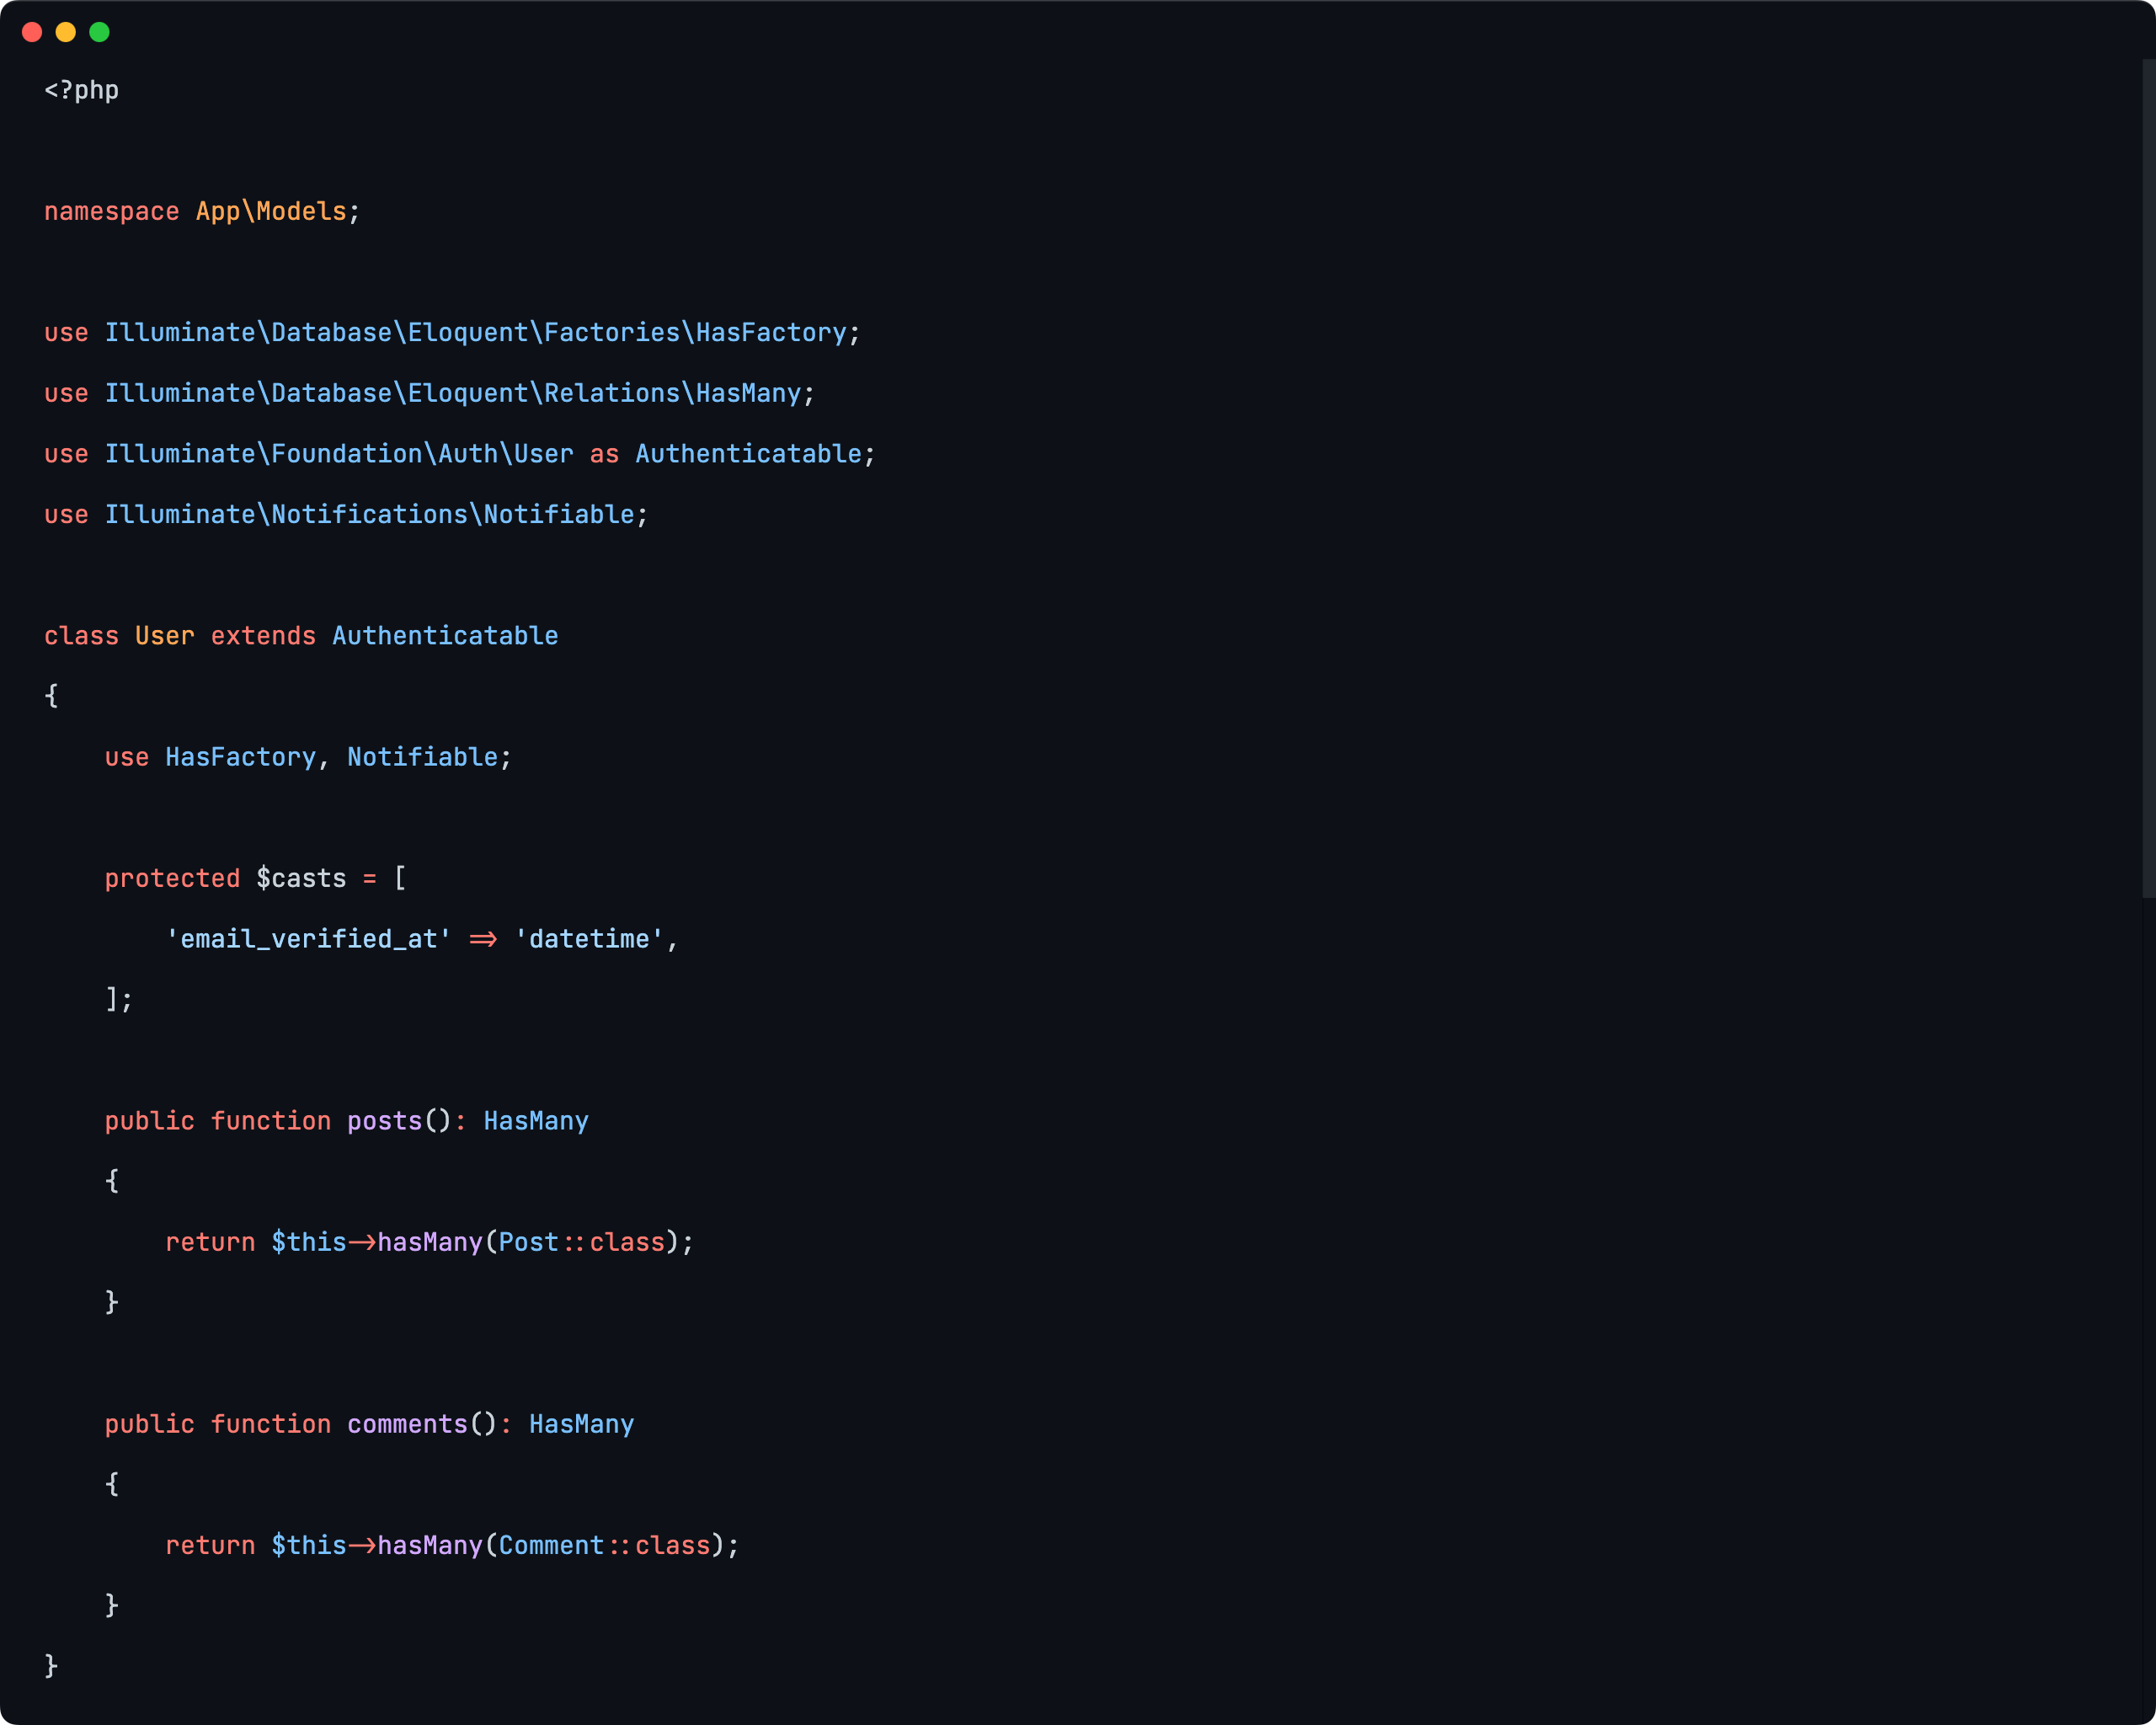 <?php

namespace App\Models;

use Illuminate\Database\Eloquent\Factories\HasFactory;
use Illuminate\Database\Eloquent\Relations\HasMany;
use Illuminate\Foundation\Auth\User as Authenticatable;
use Illuminate\Notifications\Notifiable;

class User extends Authenticatable
{
    use HasFactory, Notifiable;

    protected $casts = [
        'email_verified_at' => 'datetime',
    ];

    public function posts(): HasMany
    {
        return $this->hasMany(Post::class);
    }

    public function comments(): HasMany
    {
        return $this->hasMany(Comment::class);
    }
}